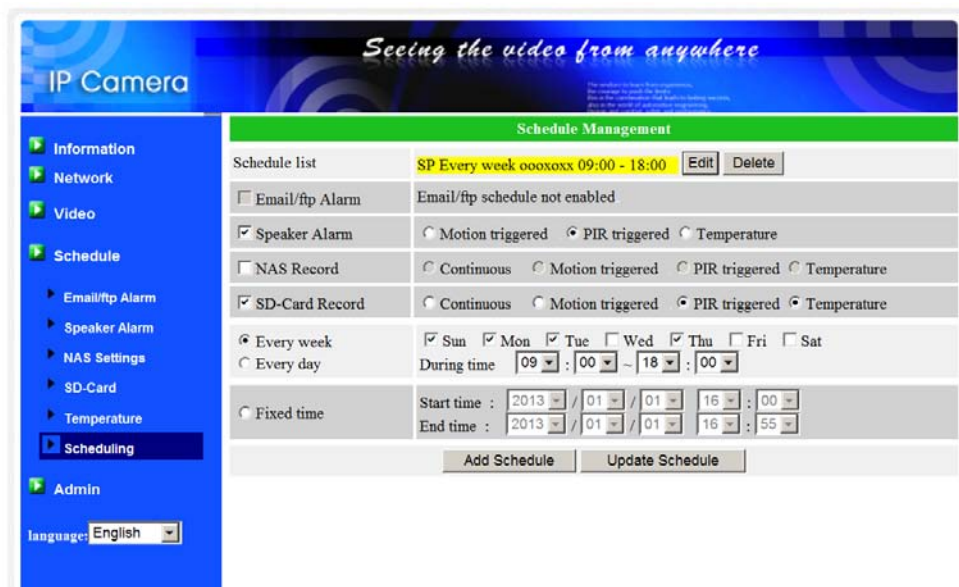 Seeing the video from anywhere
IP Camera
Information
Network
Video
Schedule
Email/ftp Alarm
Speaker Alarm
NAS Settings
SD-Card
Temperature
Scheduling
Admin
language: English
Schedule Management
Schedule list SP Every week oooxoxx 09:00 - 18:00 Edit Delete
Email/ftp Alarm Email/ftp schedule not enabled
Speaker Alarm Motion triggered PIR triggered Temperature
NAS Record Continuous Motion triggered PIR triggered Temperature
SD-Card Record Continuous Motion triggered PIR triggered Temperature
Every week Sun Mon Tue Wed Thu Fri Sat
Every day During time 09 : 00 ~ 18 : 00
Fixed time
Start time : 2013 / 01 / 01 16 : 00
End time : 2013 / 01 / 01 16 : 55
Add Schedule Update Schedule